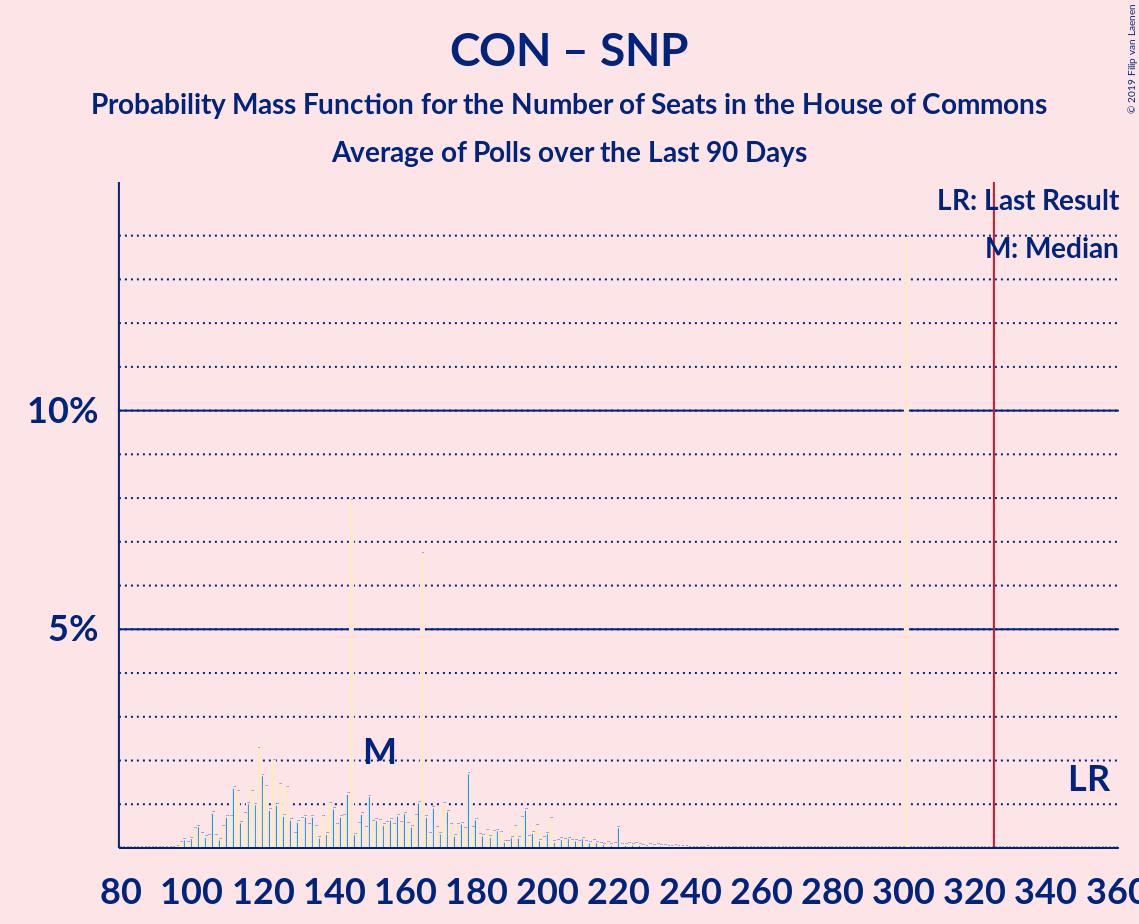 CON – SNP
Probability Mass Function for the Number of Seats in the House of Commons
Average of Polls over the Last 90 Days
© 2019 Filip van Laenen
LR: Last Result
M: Median
10%
5%
M
LR
80 100 120 140 160 180 200 220 240 260 280 300 320 340 360